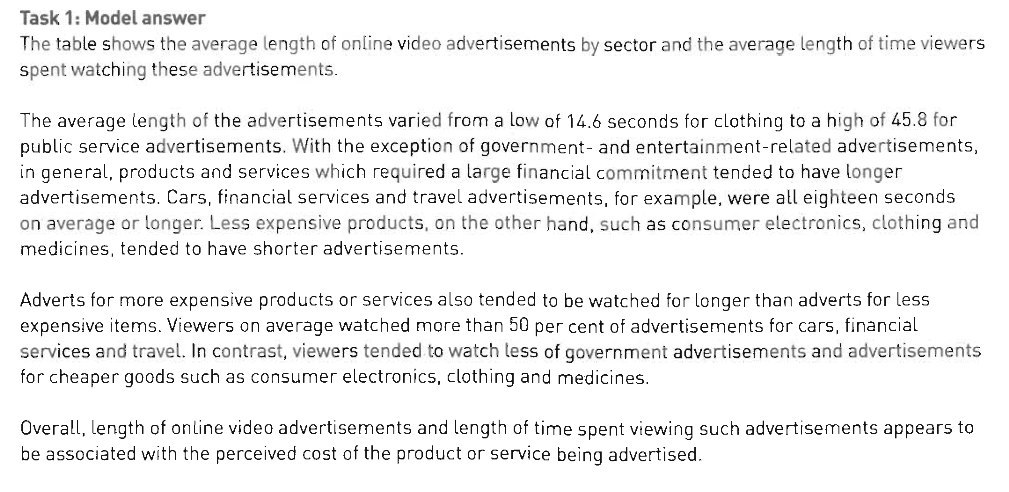 Task 1: Model answer
The table shows the average length of online video advertisements by sector and the average length of time viewers
spent watching these advertisements.
The average length of the advertisements varied from a low of 14.6 seconds for clothing to a high of 45.8 for
public service advertisements. With the exception of government- and entertainment-related advertisements,
in general, products and services which required a large financial commitment tended to have longer
advertisements. Cars, financial services and travel advertisements, for example, were all eighteen seconds
on average or longer. Less expensive products, on the other hand, such as consumer electronics, clothing and
medicines, tended to have shorter advertisements.
Adverts for more expensive products or services also tended to be watched for longer than adverts for less
expensive items. Viewers on average watched more than 50 per cent of advertisements for cars, financial
services and travel. In contrast, viewers tended to watch less of government advertisements and advertisements
for cheaper goods such as consumer electronics, clothing and medicines.
Overall, length of online video advertisements and length of time spent viewing such advertisements appears to
be associated with the perceived cost of the product or service being advertised.